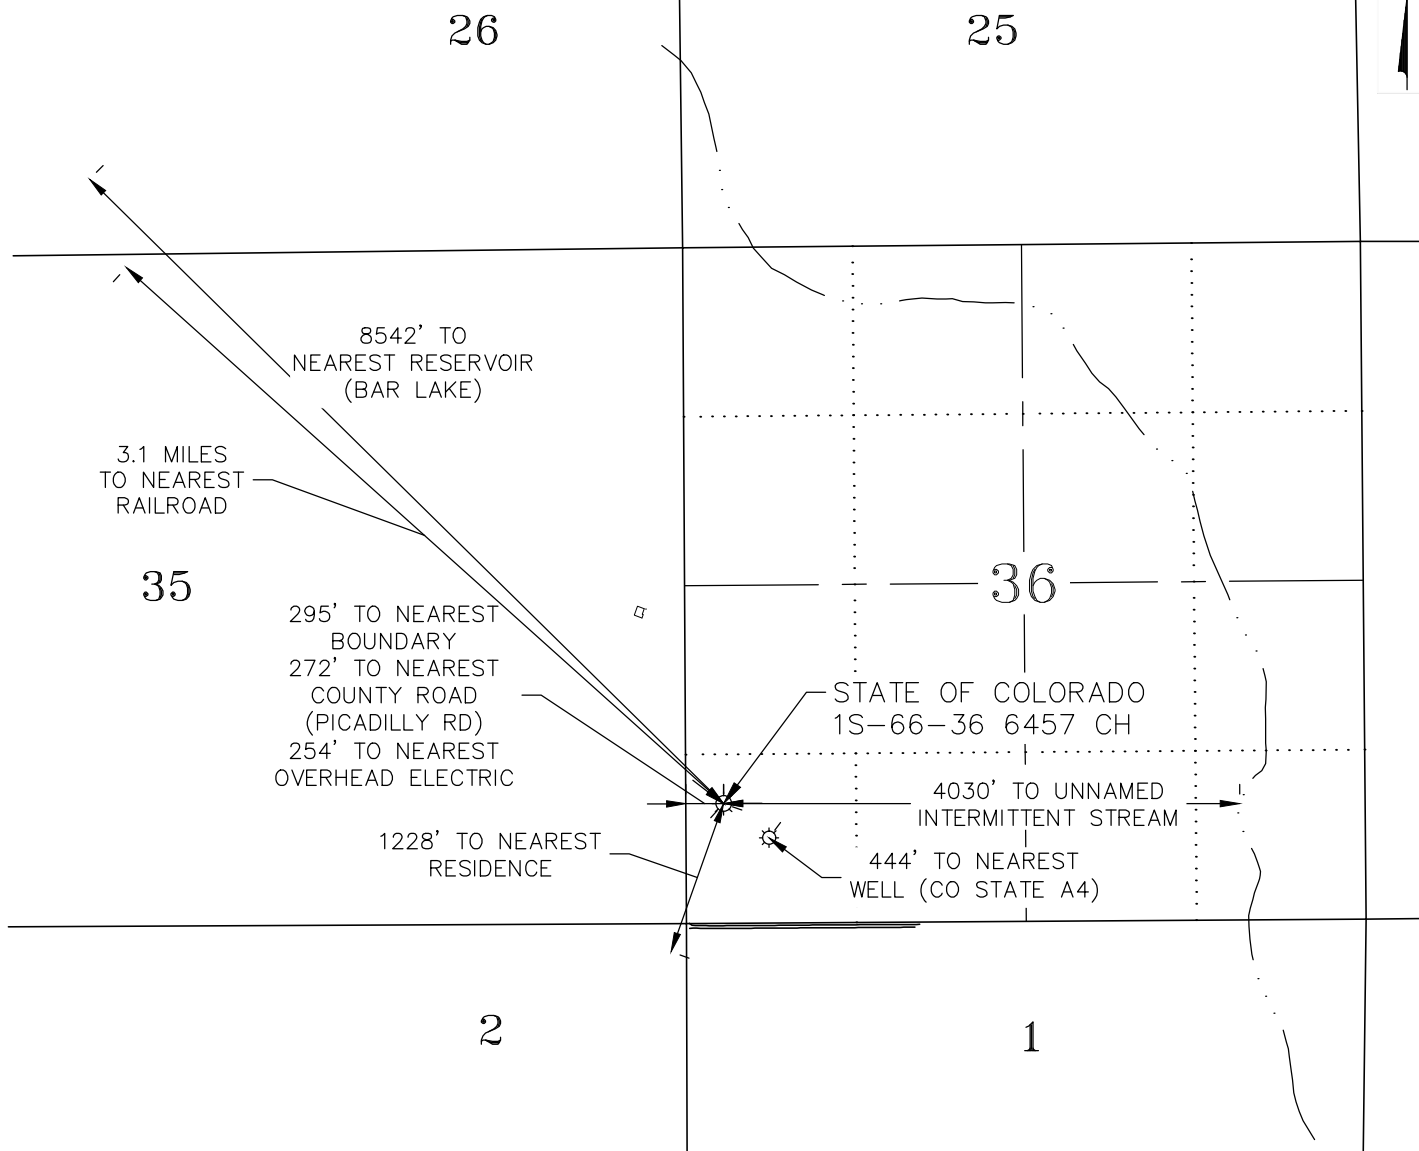 26
25
8542' TO
NEAREST RESERVOIR
(BAR LAKE)
3.1 MILES
TO NEAREST
RAILROAD
35
36
295' TO NEAREST
BOUNDARY
272' TO NEAREST
COUNTY ROAD
(PICADILLY RD)
254' TO NEAREST
OVERHEAD ELECTRIC
STATE OF COLORADO
1S-66-36 6457 CH
4030' TO UNNAMED
INTERMITTENT STREAM
1228' TO NEAREST
RESIDENCE
444' TO NEAREST
WELL (CO STATE A4)
2
1